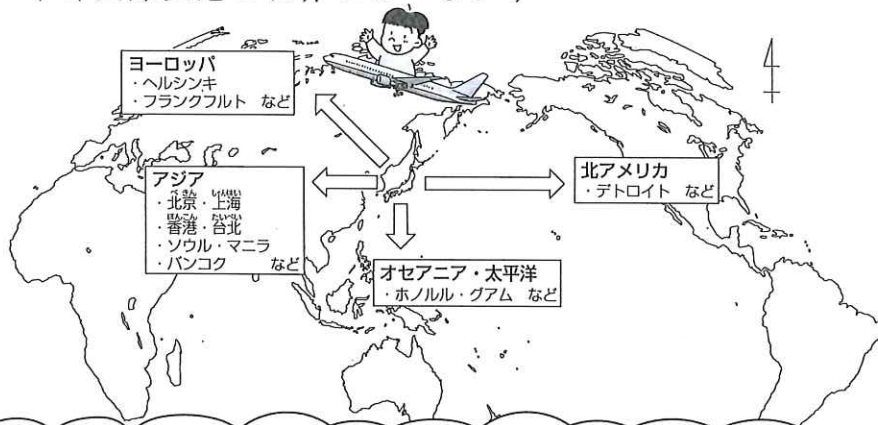 ヨーロッパ
・ヘルシンキ
・フランクフルト など
アジア
・北京・上海
・香港・台北
・ソウル・マニラ
・バンコク など
北アメリカ
・デトロイト など
オセアニア・太平洋
・ホノルル・グアム など